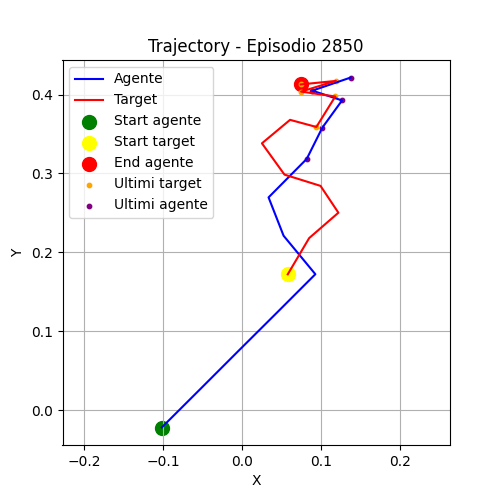 Trajectory - Episodio 2850
Agente
Target
Start agente
Start target
End agente
Ultimi target
Ultimi agente
0.4
0.3
0.2
0.1
0.0
Y
−0.2
−0.1
0.0
0.1
0.2
X